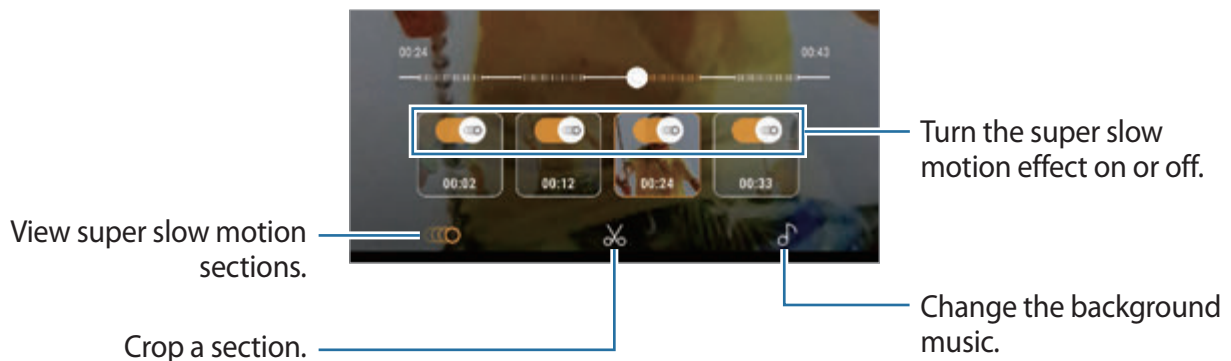 00:24
00:43
00:02
00:12
00:24
00:33
Turn the super slow
motion effect on or off.
View super slow motion
sections.
Crop a section.
Change the background
music.